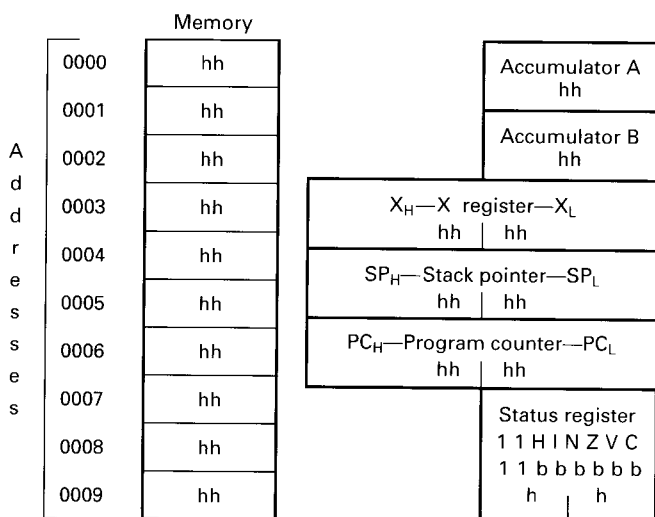 Memory
0000 hh
0001 hh
0002 hh
0003 hh
0004 hh
0005 hh
0006 hh
0007 hh
0008 hh
0009 hh
Addresses
Accumulator A
hh
Accumulator B
hh
X_H—X register—X_L
hh hh
SP_H—Stack pointer—SP_L
hh hh
PC_H—Program counter—PC_L
hh hh
Status register
1 1 H I N Z V C
1 1 b b b b b b
h h